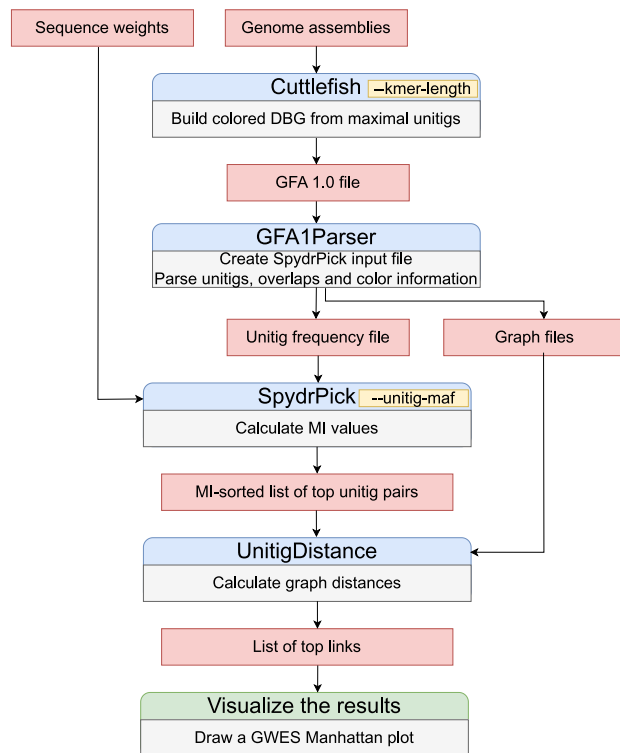 Sequence weights
Genome assemblies
Cuttlefish
–kmer-length
Build colored DBG from maximal unitigs
GFA 1.0 file
GFA1Parser
Create SpydrPick input file
Parse unitigs, overlaps and color information
Unitig frequency file
Graph files
SpydrPick
--unitig-maf
Calculate MI values
MI-sorted list of top unitig pairs
UnitigDistance
Calculate graph distances
List of top links
Visualize the results
Draw a GWES Manhattan plot